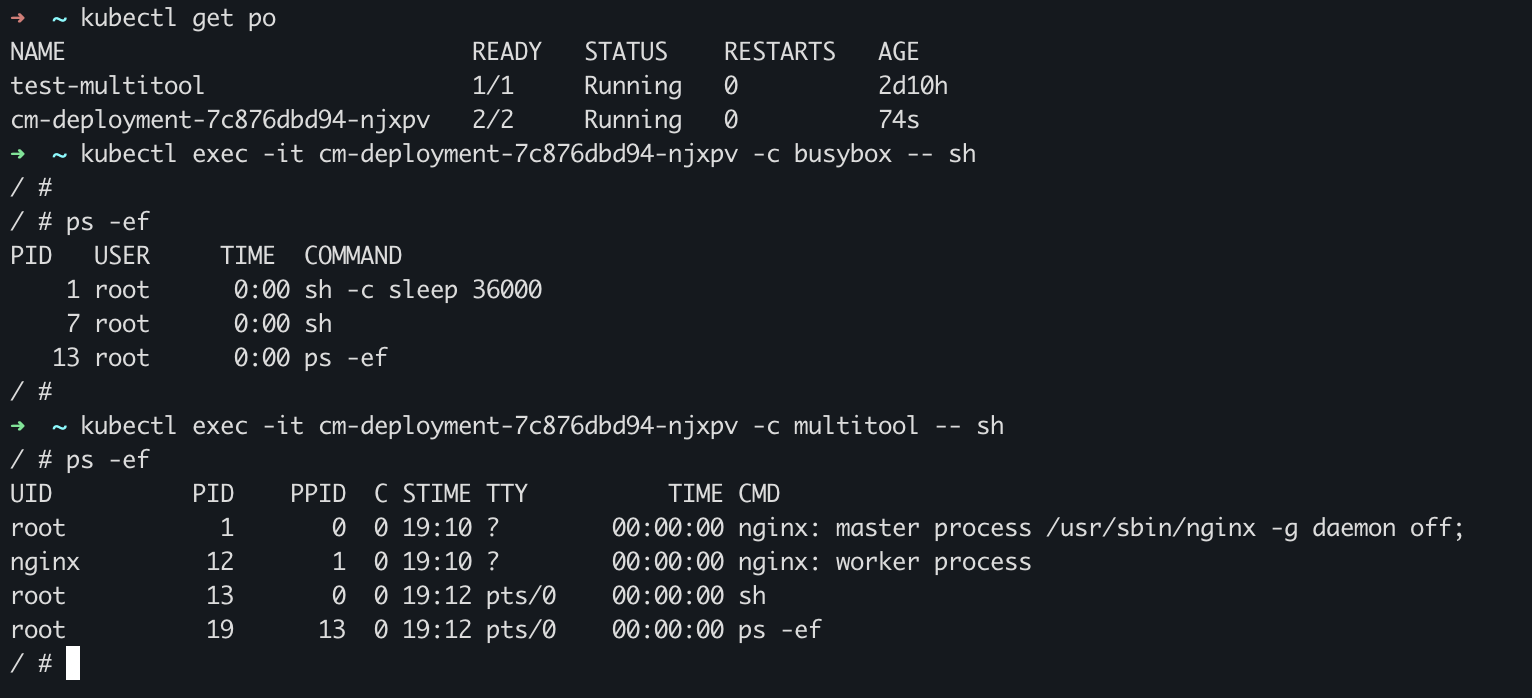 ➜  ~ kubectl get po
NAME                             READY   STATUS    RESTARTS   AGE
test-multitool                   1/1     Running   0          2d10h
cm-deployment-7c876dbd94-njxpv   2/2     Running   0          74s
➜  ~ kubectl exec -it cm-deployment-7c876dbd94-njxpv -c busybox -- sh
/ #
/ # ps -ef
PID   USER     TIME  COMMAND
    1 root      0:00 sh -c sleep 36000
    7 root      0:00 sh
   13 root      0:00 ps -ef
/ #
➜  ~ kubectl exec -it cm-deployment-7c876dbd94-njxpv -c multitool -- sh
/ # ps -ef
UID          PID    PPID  C STIME TTY          TIME CMD
root           1       0  0 19:10 ?        00:00:00 nginx: master process /usr/sbin/nginx -g daemon off;
nginx         12       1  0 19:10 ?        00:00:00 nginx: worker process
root          13       0  0 19:12 pts/0    00:00:00 sh
root          19      13  0 19:12 pts/0    00:00:00 ps -ef
/ #